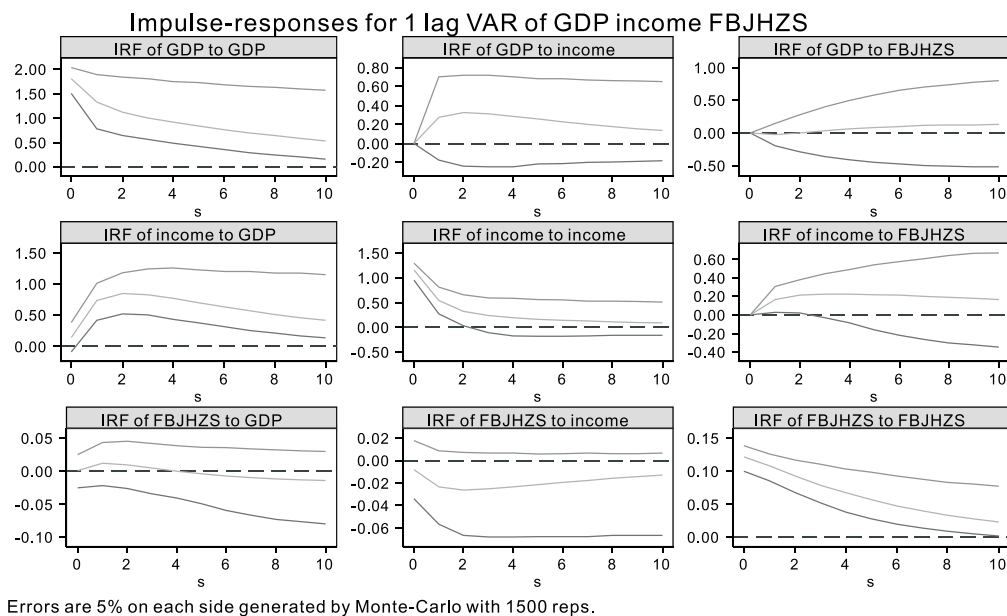 Impulse-responses for 1 lag VAR of GDP income FBJHZS
IRF of GDP to GDP
2.00
1.50
1.00
0.50
0.00
0 2 4 6 8 10
s
IRF of GDP to income
0.80
0.60
0.40
0.20
0.00
-0.20
0 2 4 6 8 10
s
IRF of GDP to FBJHZS
1.00
0.50
0.00
-0.50
0 2 4 6 8 10
s
IRF of income to GDP
1.50
1.00
0.50
0.00
0 2 4 6 8 10
s
IRF of income to income
1.50
1.00
0.50
0.00
-0.50
0 2 4 6 8 10
s
IRF of income to FBJHZS
0.60
0.40
0.20
0.00
-0.20
-0.40
0 2 4 6 8 10
s
IRF of FBJHZS to GDP
0.05
0.00
-0.05
-0.10
0 2 4 6 8 10
s
IRF of FBJHZS to income
0.02
0.00
-0.02
-0.04
-0.06
0 2 4 6 8 10
s
IRF of FBJHZS to FBJHZS
0.15
0.10
0.05
0.00
0 2 4 6 8 10
s
Errors are 5% on each side generated by Monte-Carlo with 1500 reps.